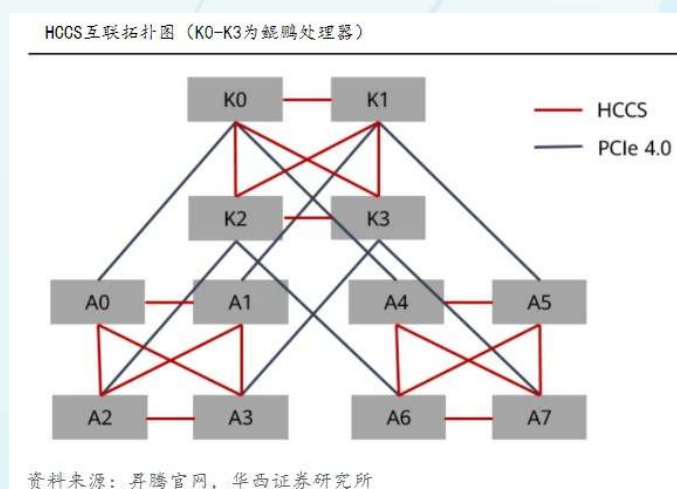 HCCS互联拓扑图（K0-K3为鲲鹏处理器）
K0 K1
HCCS
PCIe 4.0
K2 K3
A0 A1 A4 A5
A2 A3 A6 A7
资料来源：昇腾官网，华西证券研究所